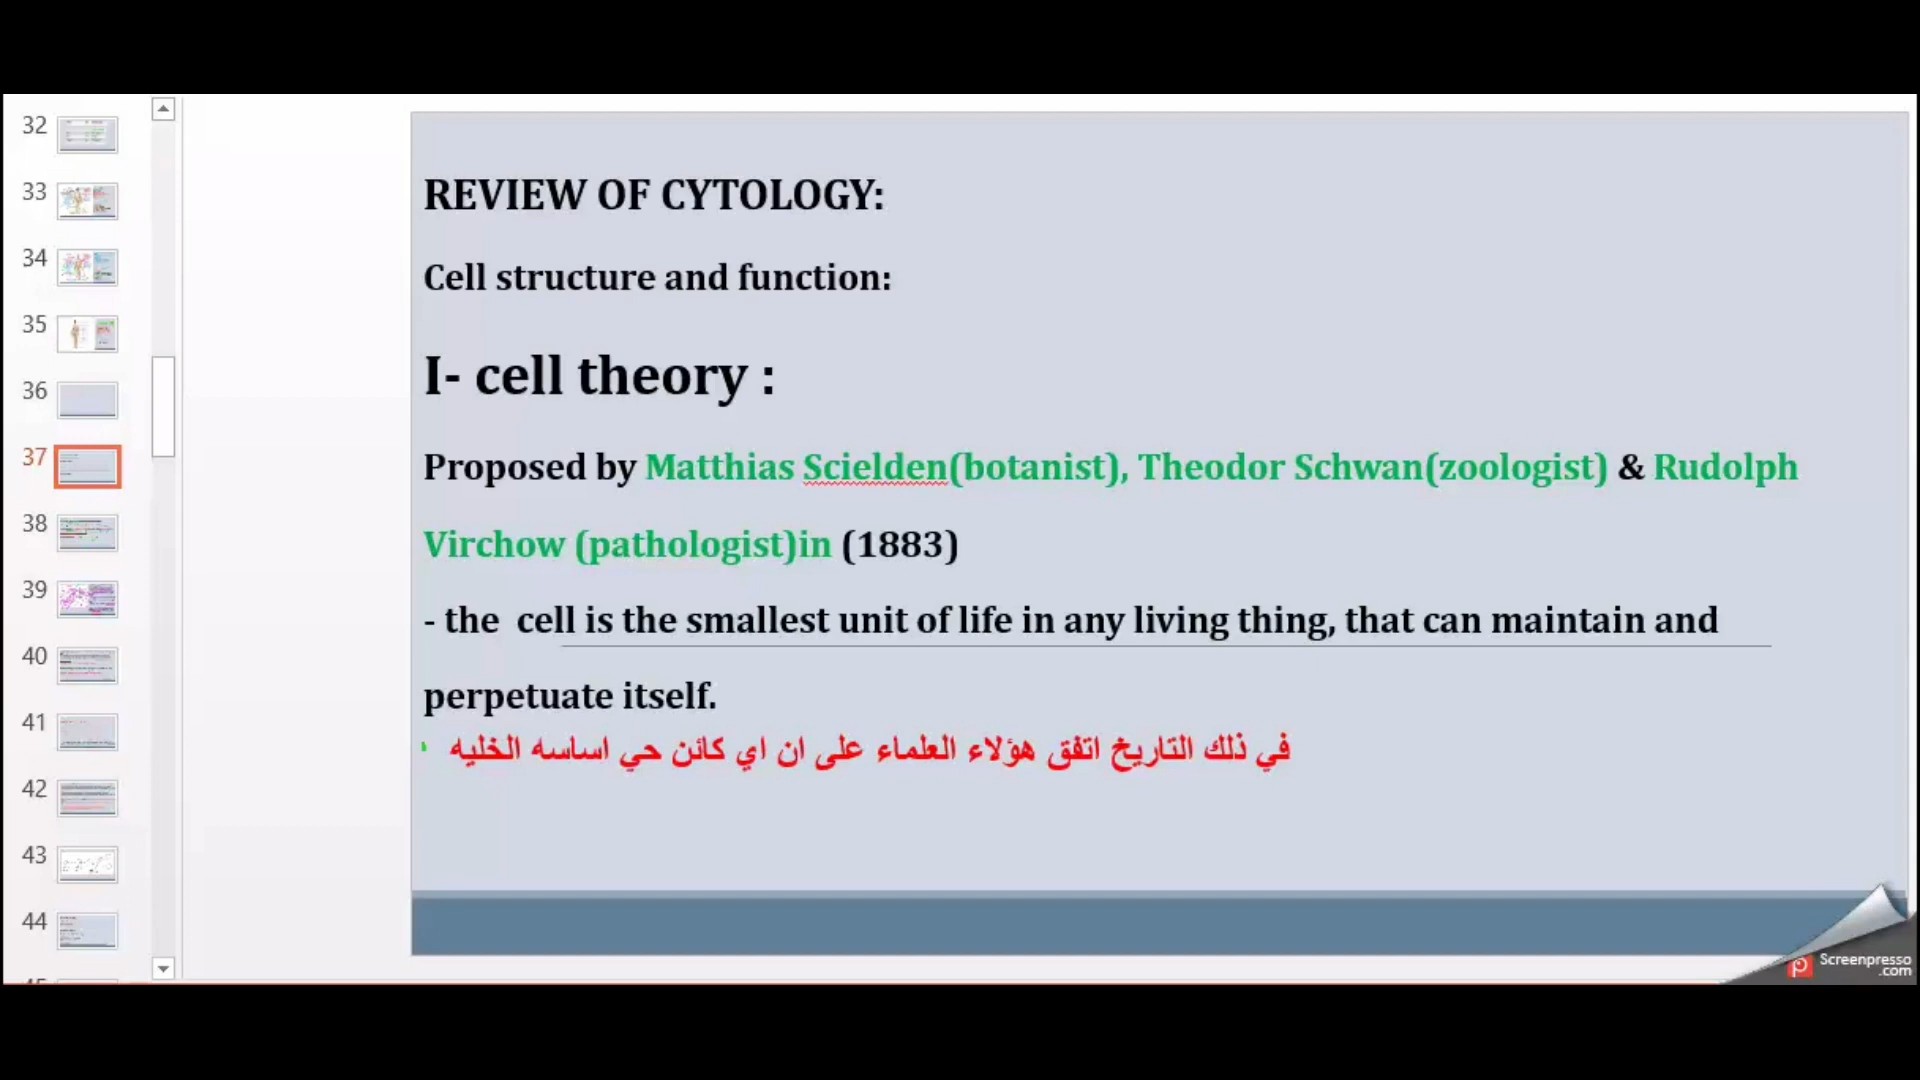 32
33
34
35
36
37
38
39
40
41
42
43
44
REVIEW OF CYTOLOGY:
Cell structure and function:
I- cell theory :
Proposed by Matthias Scielden(botanist), Theodor Schwan(zoologist) & Rudolph
Virchow (pathologist)in (1883)
- the  cell is the smallest unit of life in any living thing, that can maintain and
perpetuate itself.
في ذلك التاريخ اتفق هؤلاء العلماء على ان اي كائن حي اساسه الخليه
Screenpresso
.com